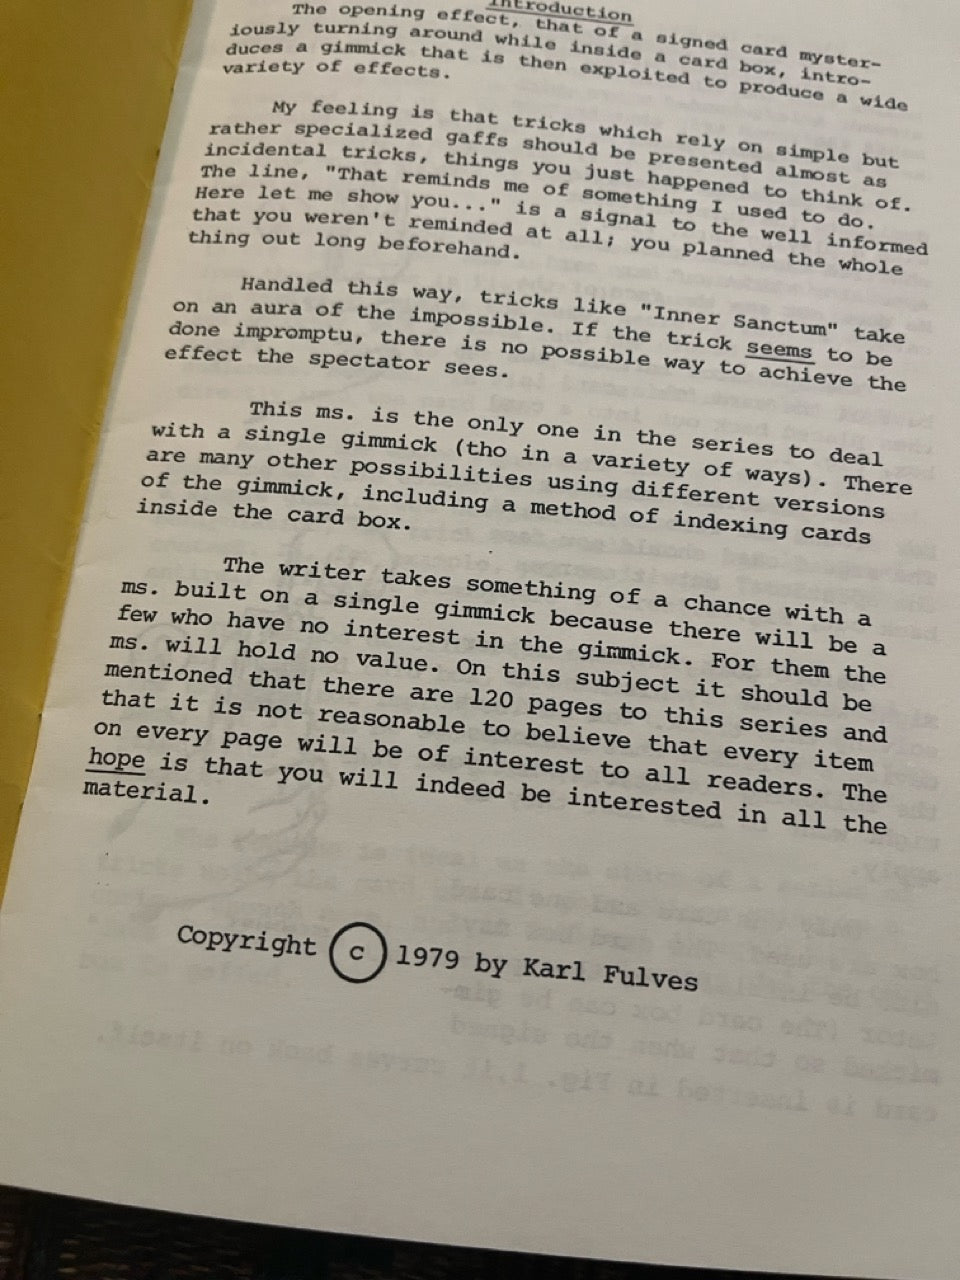 Introduction
The opening effect, that of a signed card myster-
iously turning around while inside a card box, intro-
duces a gimmick that is then exploited to produce a wide
variety of effects.
My feeling is that tricks which rely on simple but
rather specialized gaffs should be presented almost as
incidental tricks, things you just happened to think of.
The line, "That reminds me of something I used to do.
Here let me show you..." is a signal to the well informed
that you weren't reminded at all; you planned the whole
thing out long beforehand.
Handled this way, tricks like "Inner Sanctum" take
on an aura of the impossible. If the trick seems to be
done impromptu, there is no possible way to achieve the
effect the spectator sees.
This ms. is the only one in the series to deal
with a single gimmick (tho in a variety of ways). There
are many other possibilities using different versions
of the gimmick, including a method of indexing cards
inside the card box.
The writer takes something of a chance with a
ms. built on a single gimmick because there will be a
few who have no interest in the gimmick. For them the
ms. will hold no value. On this subject it should be
mentioned that there are 120 pages to this series and
that it is not reasonable to believe that every item
on every page will be of interest to all readers. The
hope is that you will indeed be interested in all the
material.
Copyright c 1979 by Karl Fulves